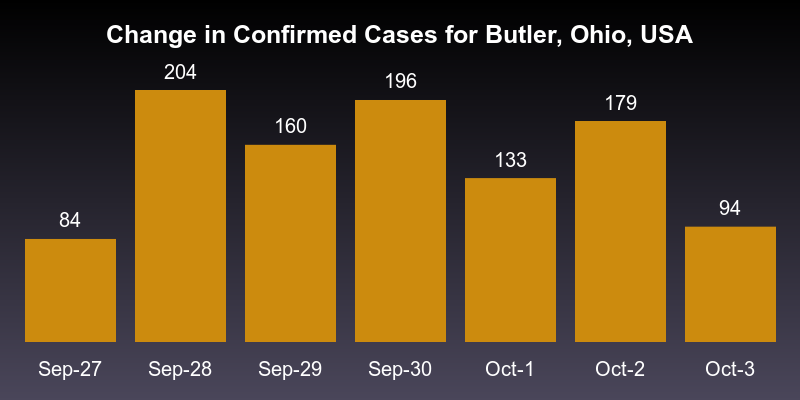 Change in Confirmed Cases for Butler, Ohio, USA
84 204 160 196 133 179 94
Sep-27 Sep-28 Sep-29 Sep-30 Oct-1 Oct-2 Oct-3